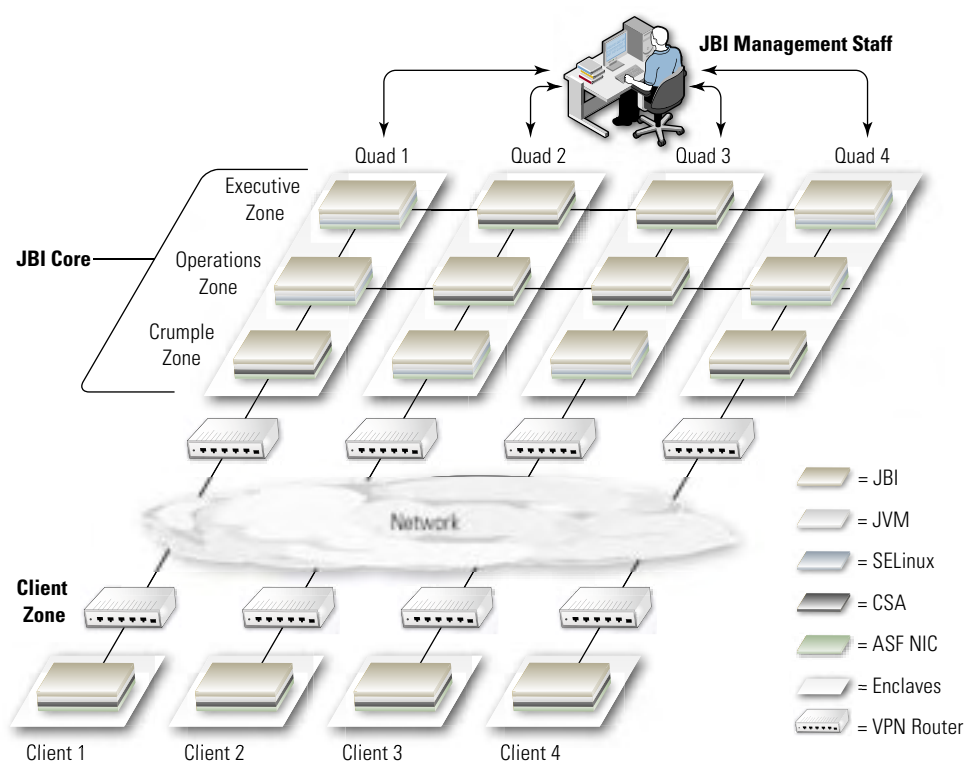 JBI Management Staff
Quad 1
Quad 2
Quad 3
Quad 4
Executive
Zone
JBI Core
Operations
Zone
Crumple
Zone
Network
Client
Zone
Client 1
Client 2
Client 3
Client 4
= JBI
= JVM
= SELinux
= CSA
= ASF NIC
= Enclaves
= VPN Router